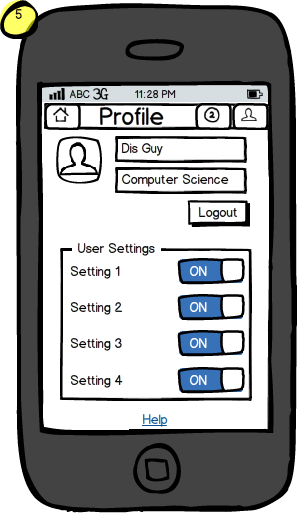 5
ABC 3G 11:28 PM
Profile 2
Dis Guy
Computer Science
Logout
User Settings
Setting 1 ON
Setting 2 ON
Setting 3 ON
Setting 4 ON
Help